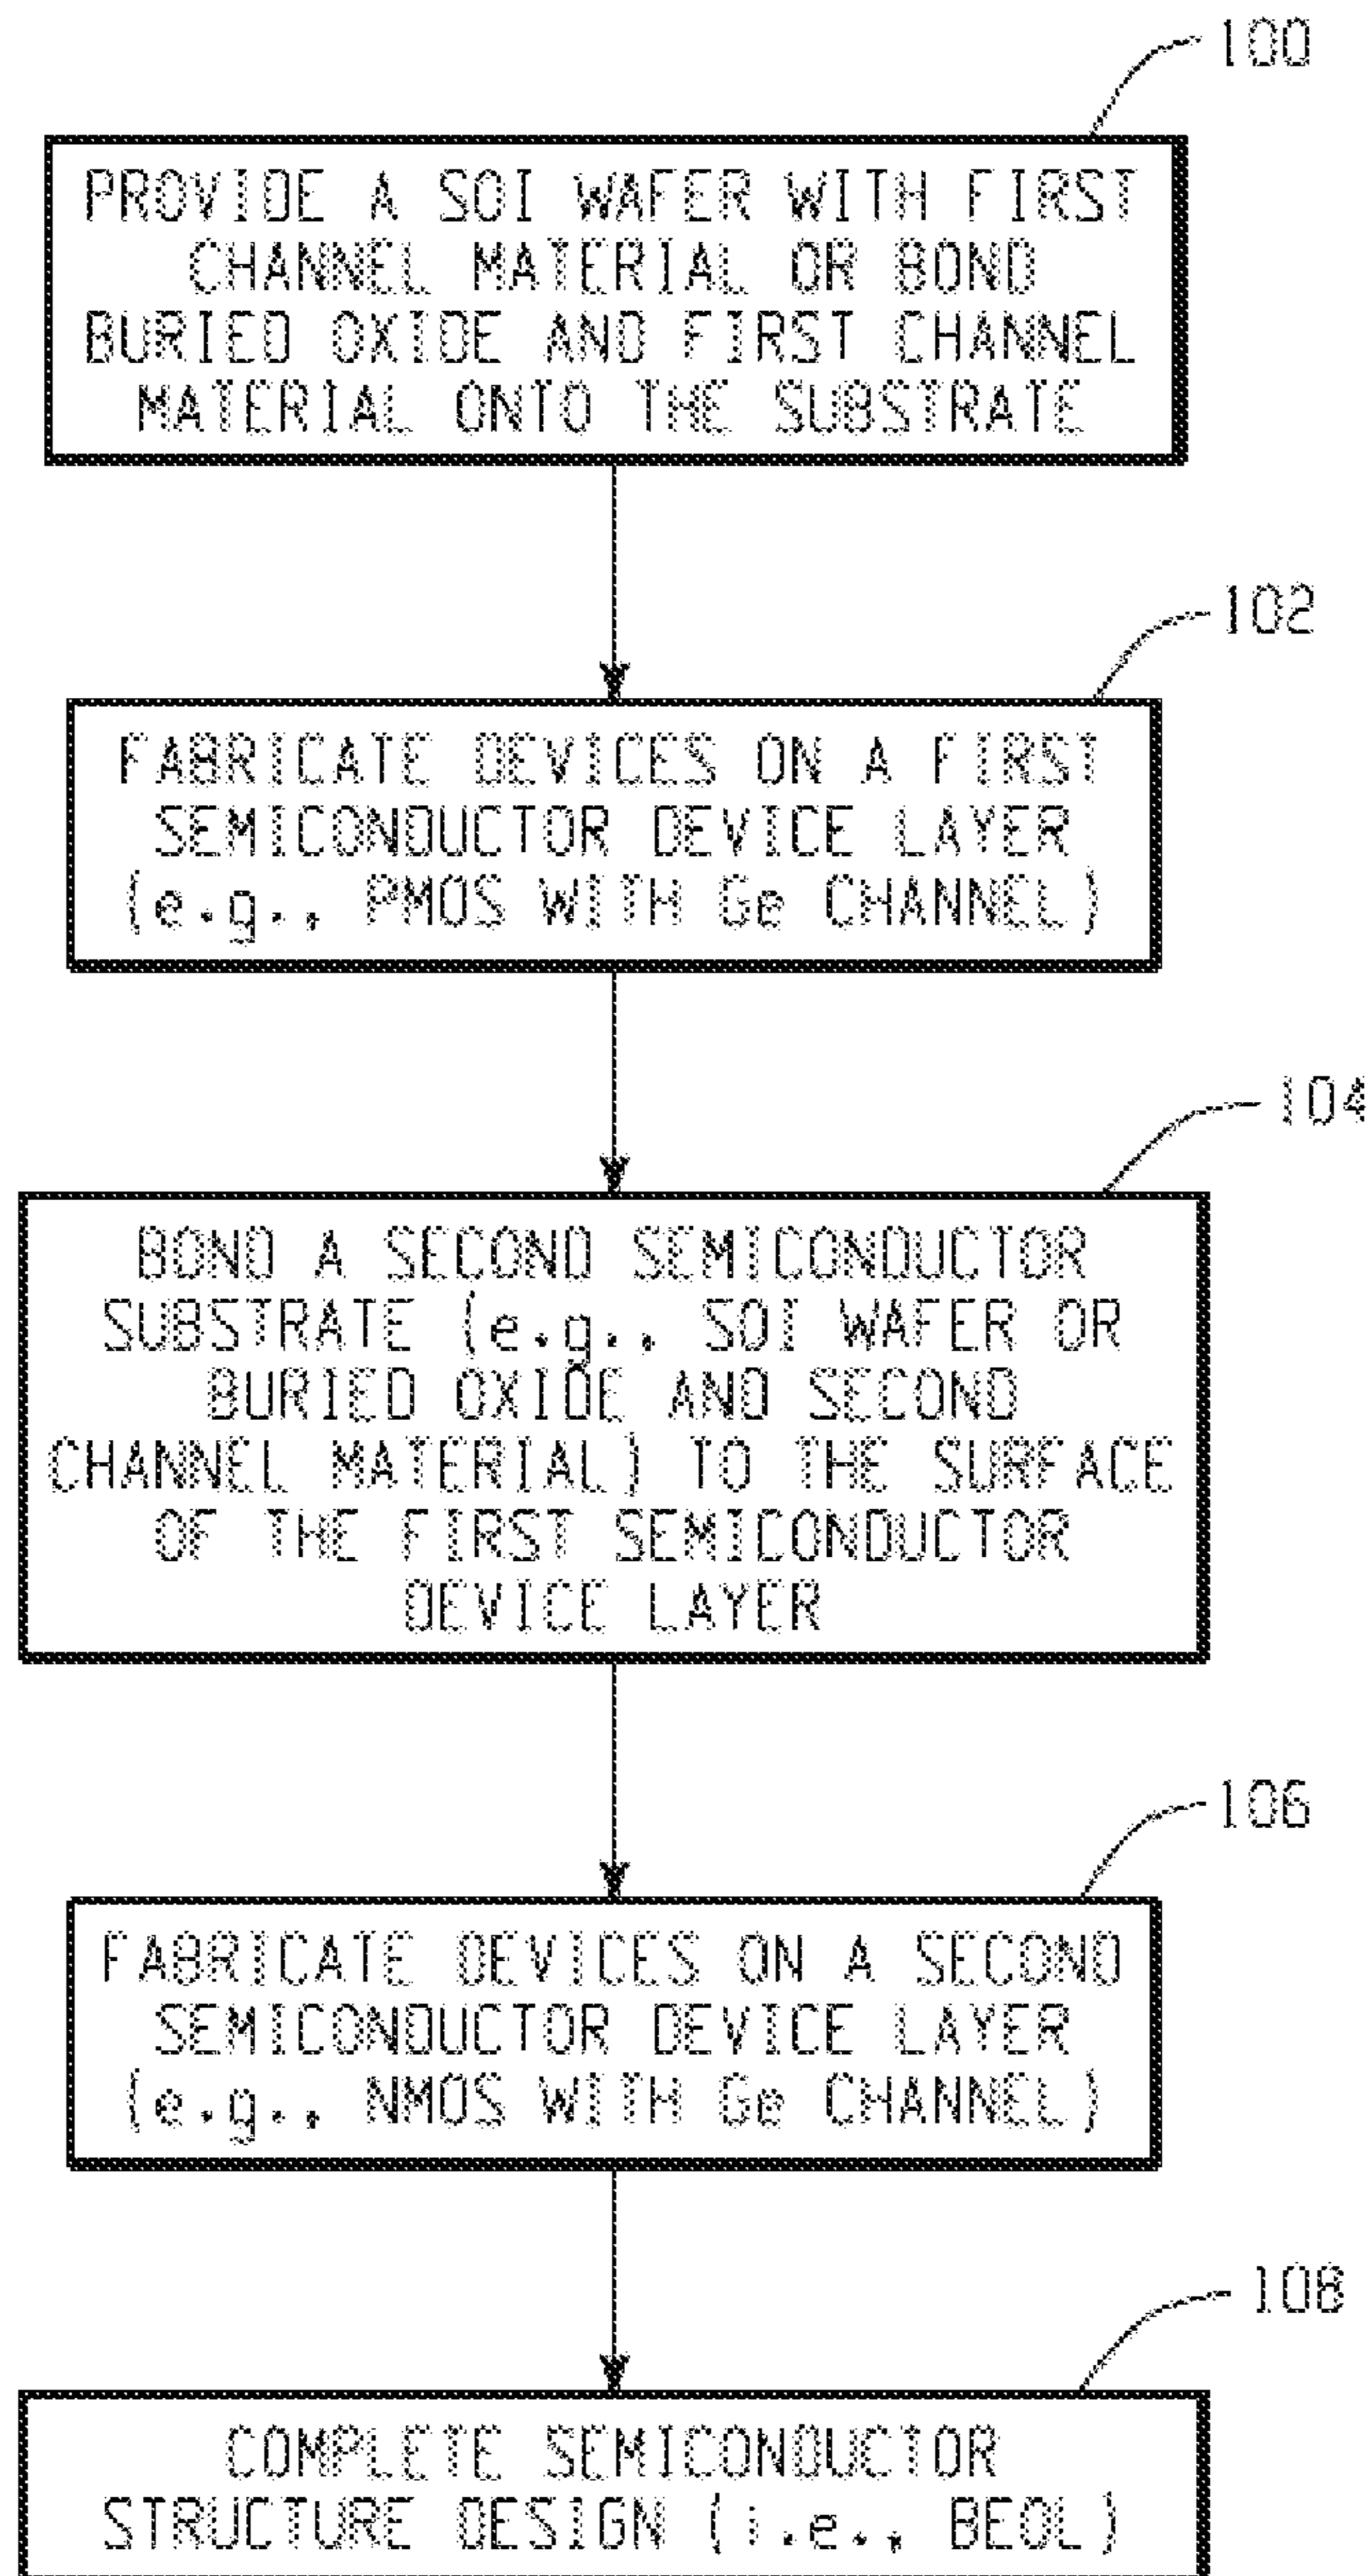 100
PROVIDE A SOI WAFER WITH FIRST
CHANNEL MATERIAL OR BOND
BURIED OXIDE AND FIRST CHANNEL
MATERIAL ONTO THE SUBSTRATE
102
FABRICATE DEVICES ON A FIRST
SEMICONDUCTOR DEVICE LAYER
(e.g., PMOS WITH Ge CHANNEL)
104
BOND A SECOND SEMICONDUCTOR
SUBSTRATE (e.g., SOI WAFER OR
BURIED OXIDE AND SECOND
CHANNEL MATERIAL) TO THE SURFACE
OF THE FIRST SEMICONDUCTOR
DEVICE LAYER
106
FABRICATE DEVICES ON A SECOND
SEMICONDUCTOR DEVICE LAYER
(e.g., NMOS WITH Ge CHANNEL)
108
COMPLETE SEMICONDUCTOR
STRUCTURE DESIGN (i.e., BEOL)